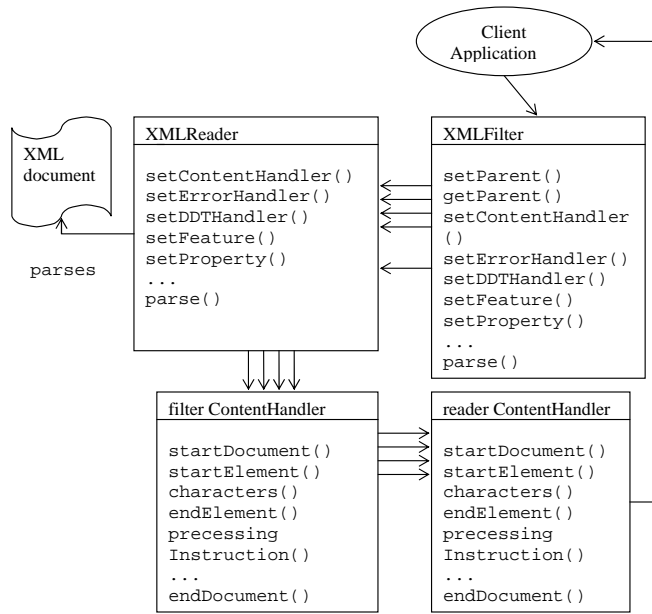 Client
Application
XML
document
parses
XMLReader
setContentHandler()
setErrorHandler()
setDDTHandler()
setFeature()
setProperty()
...
parse()
XMLFilter
setParent()
getParent()
setContentHandler
()
setErrorHandler()
setDDTHandler()
setFeature()
setProperty()
...
parse()
filter ContentHandler
startDocument()
startElement()
characters()
endElement()
precessing
Instruction()
...
endDocument()
reader ContentHandler
startDocument()
startElement()
characters()
endElement()
precessing
Instruction()
...
endDocument()